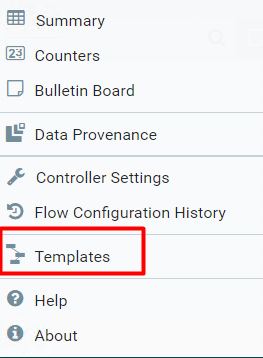 Summary
Counters
Bulletin Board
Data Provenance
Controller Settings
Flow Configuration History
Templates
Help
About